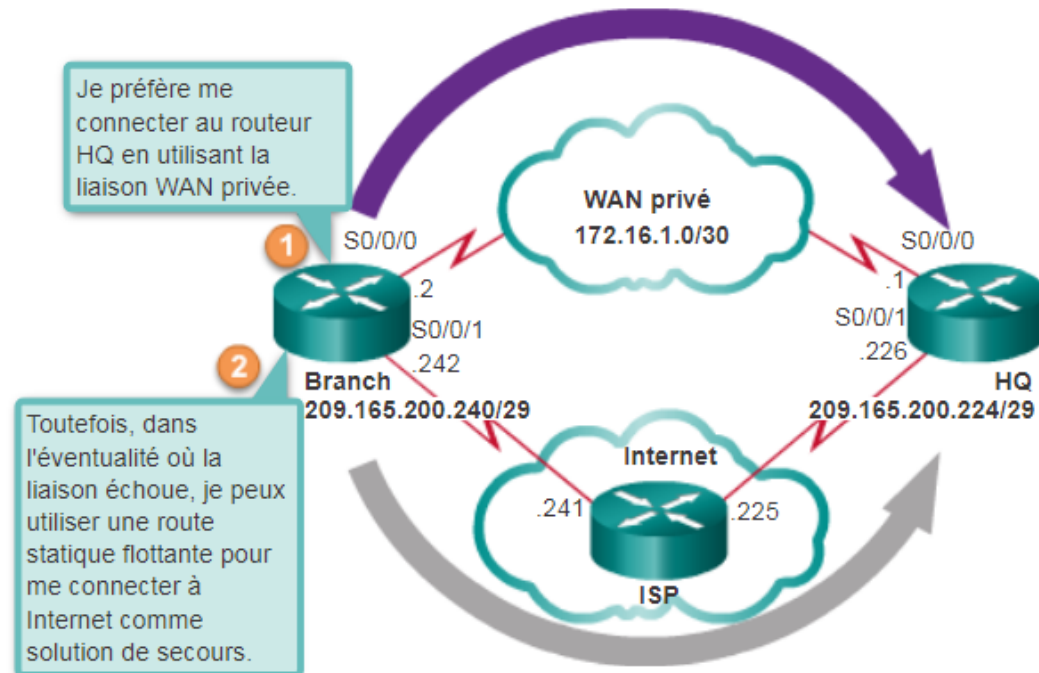 Je préfère me
connecter au routeur
HQ en utilisant la
liaison WAN privée.
WAN privé
172.16.1.0/30
1
S0/0/0
S0/0/0
.2
.1
S0/0/1
S0/0/1
2
.242
.226
Branch
HQ
209.165.200.240/29
209.165.200.224/29
Toutefois, dans
l'éventualité où la
liaison échoue, je peux
utiliser une route
statique flottante pour
me connecter à
Internet comme
solution de secours.
Internet
.241
.225
ISP